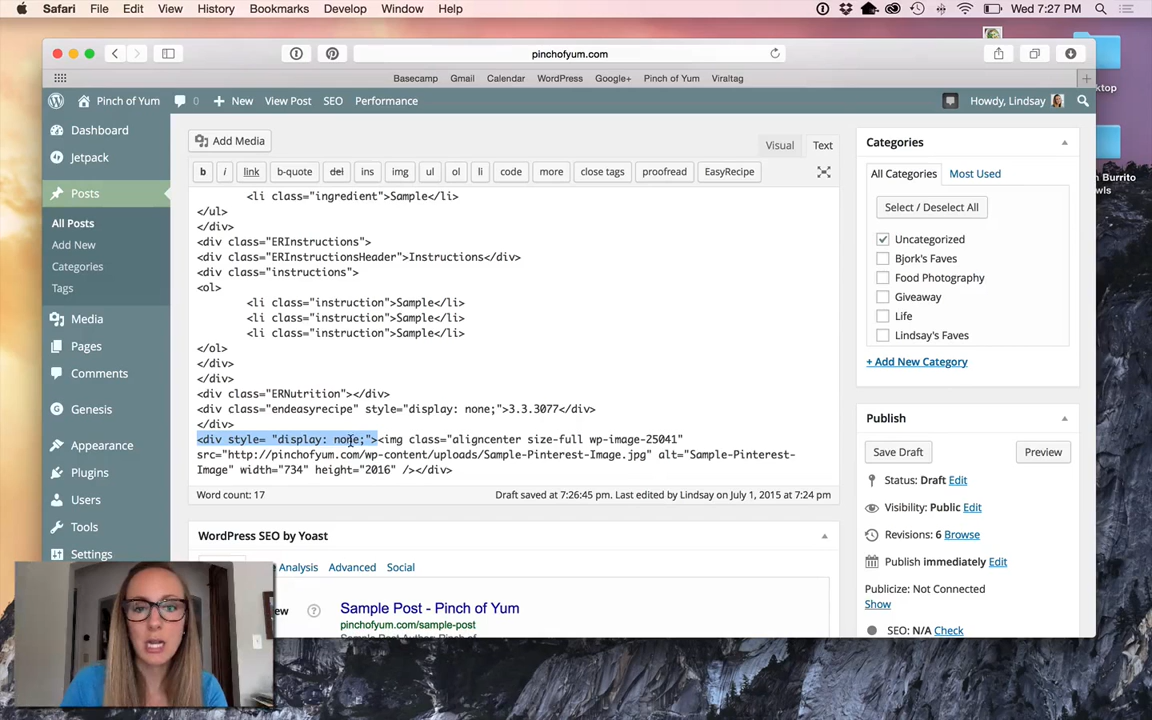 Safari File Edit View History Bookmarks Develop Window Help Wed 7:27 PM
pinchofyum.com
Basecamp Gmail Calendar WordPress Google+ Pinch of Yum Viraltag
Pinch of Yum 0 New View Post SEO Performance Howdy, Lindsay
Dashboard
Jetpack
Posts
All Posts
Add New
Categories
Tags
Media
Pages
Comments
Genesis
Appearance
Plugins
Users
Tools
Settings
Add Media Visual Text
b i link b-quote del ins img ul ol li code more close tags proofread EasyRecipe
<li class="ingredient">Sample</li>
</ul>
</div>
<div class="ERInstructions">
<div class="ERInstructionsHeader">Instructions</div>
<div class="instructions">
<ol>
<li class="instruction">Sample</li>
<li class="instruction">Sample</li>
<li class="instruction">Sample</li>
</ol>
</div>
</div>
<div class="ERNutrition"></div>
<div class="endeasyrecipe" style="display: none;">3.3.3077</div>
</div>
<div style= "display: none;"><img class="aligncenter size-full wp-image-25041"
src="http://pinchofyum.com/wp-content/uploads/Sample-Pinterest-Image.jpg" alt="Sample-Pinterest-
Image" width="734" height="2016" /></div>
Word count: 17 Draft saved at 7:26:45 pm. Last edited by Lindsay on July 1, 2015 at 7:24 pm
WordPress SEO by Yoast
Analysis Advanced Social
ew ? Sample Post - Pinch of Yum
pinchofyum.com/sample-post
Categories
All Categories Most Used
Select / Deselect All
Uncategorized
Bjork's Faves
Food Photography
Giveaway
Life
Lindsay's Faves
+ Add New Category
Publish
Save Draft Preview
Status: Draft Edit
Visibility: Public Edit
Revisions: 6 Browse
Publish immediately Edit
Publicize: Not Connected
Show
SEO: N/A Check
ktop
n Burrito
wls